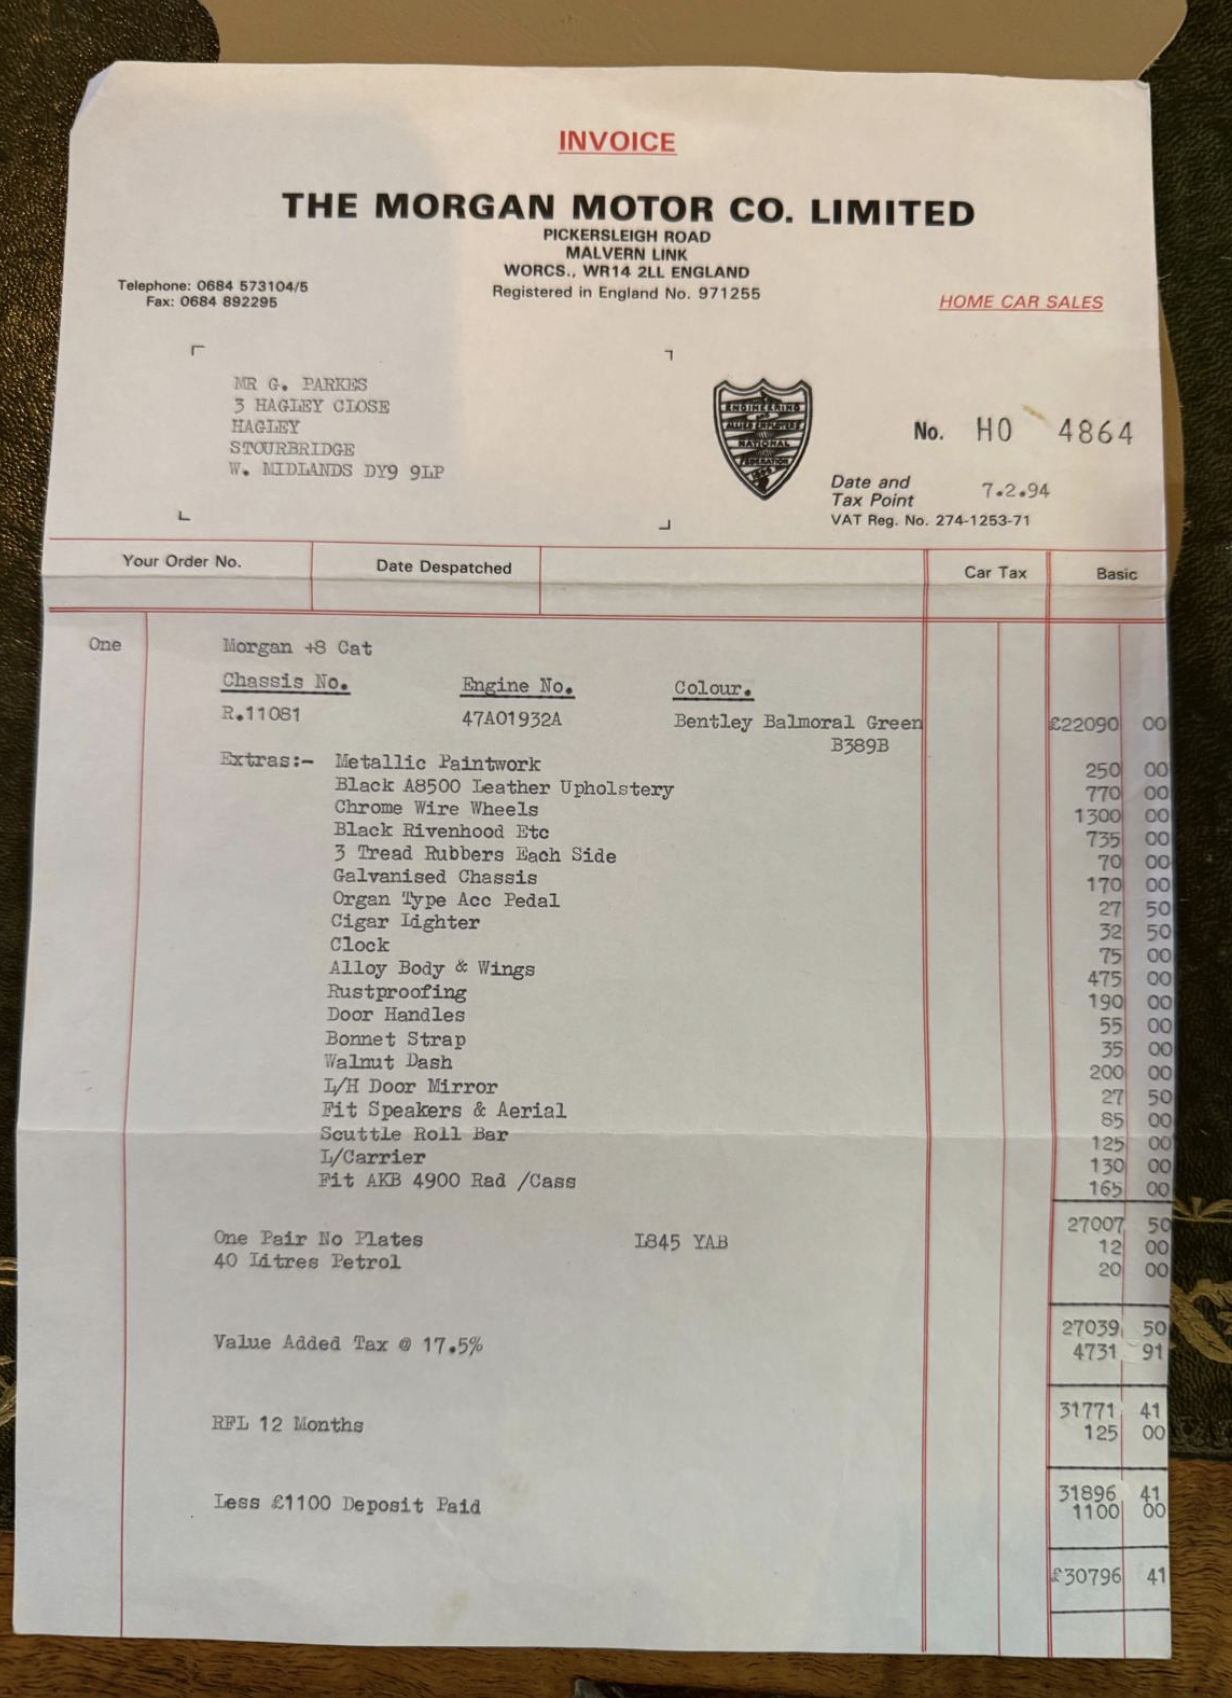 INVOICE
THE MORGAN MOTOR CO. LIMITED
PICKERSLEIGH ROAD
MALVERN LINK
WORCS., WR14 2LL ENGLAND
Registered in England No. 971255
Telephone: 0684 573104/5
Fax: 0684 892295
HOME CAR SALES
MR G. PARKES
3 HAGLEY CLOSE
HAGLEY
STOURBRIDGE
W. MIDLANDS DY9 9LP
ENGINEERING
ALLIED EMPLOYERS
NATIONAL
FEDERATION
No. HO 4864
Date and
Tax Point 7.2.94
VAT Reg. No. 274-1253-71
Your Order No. Date Despatched Car Tax Basic
One Morgan +8 Cat
Chassis No. Engine No. Colour.
R.11081 47A01932A Bentley Balmoral Green £22090 00
B389B
Extras:- Metallic Paintwork 250 00
Black A8500 Leather Upholstery 770 00
Chrome Wire Wheels 1300 00
Black Rivenhood Etc 735 00
3 Tread Rubbers Each Side 70 00
Galvanised Chassis 170 00
Organ Type Acc Pedal 27 50
Cigar Lighter 32 50
Clock 75 00
Alloy Body & Wings 475 00
Rustproofing 190 00
Door Handles 55 00
Bonnet Strap 35 00
Walnut Dash 200 00
L/H Door Mirror 27 50
Fit Speakers & Aerial 85 00
Scuttle Roll Bar 125 00
L/Carrier 130 00
Fit AKB 4900 Rad /Cass 165 00
27007 50
One Pair No Plates L845 YAB 12 00
40 Litres Petrol 20 00
27039 50
Value Added Tax @ 17.5% 4731 91
31771 41
RFL 12 Months 125 00
31896 41
Less £1100 Deposit Paid 1100 00
£30796 41